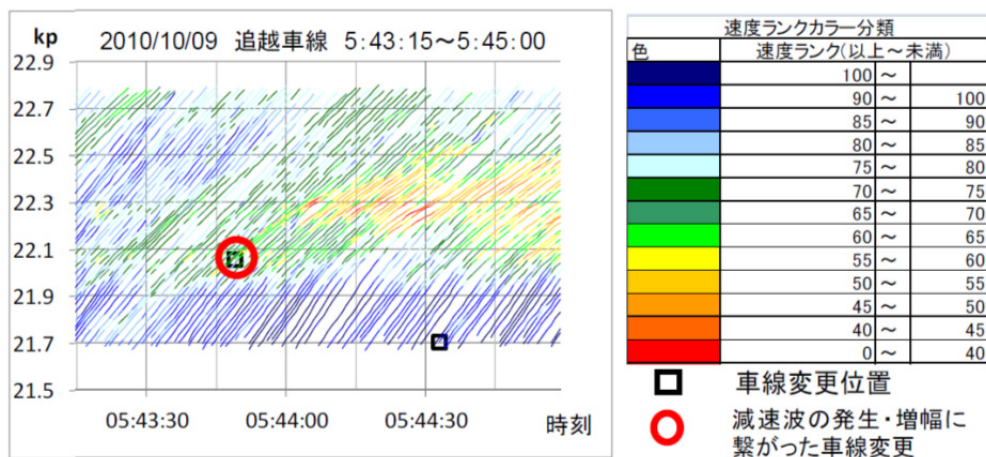 kp 2010/10/09 追越車線 5:43:15～5:45:00
22.9
22.7
22.5
22.3
22.1
21.9
21.7
21.5
05:43:30 05:44:00 05:44:30 時刻
速度ランクカラー分類
色 速度ランク(以上～未満)
100 ～
90 ～ 100
85 ～ 90
80 ～ 85
75 ～ 80
70 ～ 75
65 ～ 70
60 ～ 65
55 ～ 60
50 ～ 55
45 ～ 50
40 ～ 45
0 ～ 40
車線変更位置
減速波の発生・増幅に
繋がった車線変更